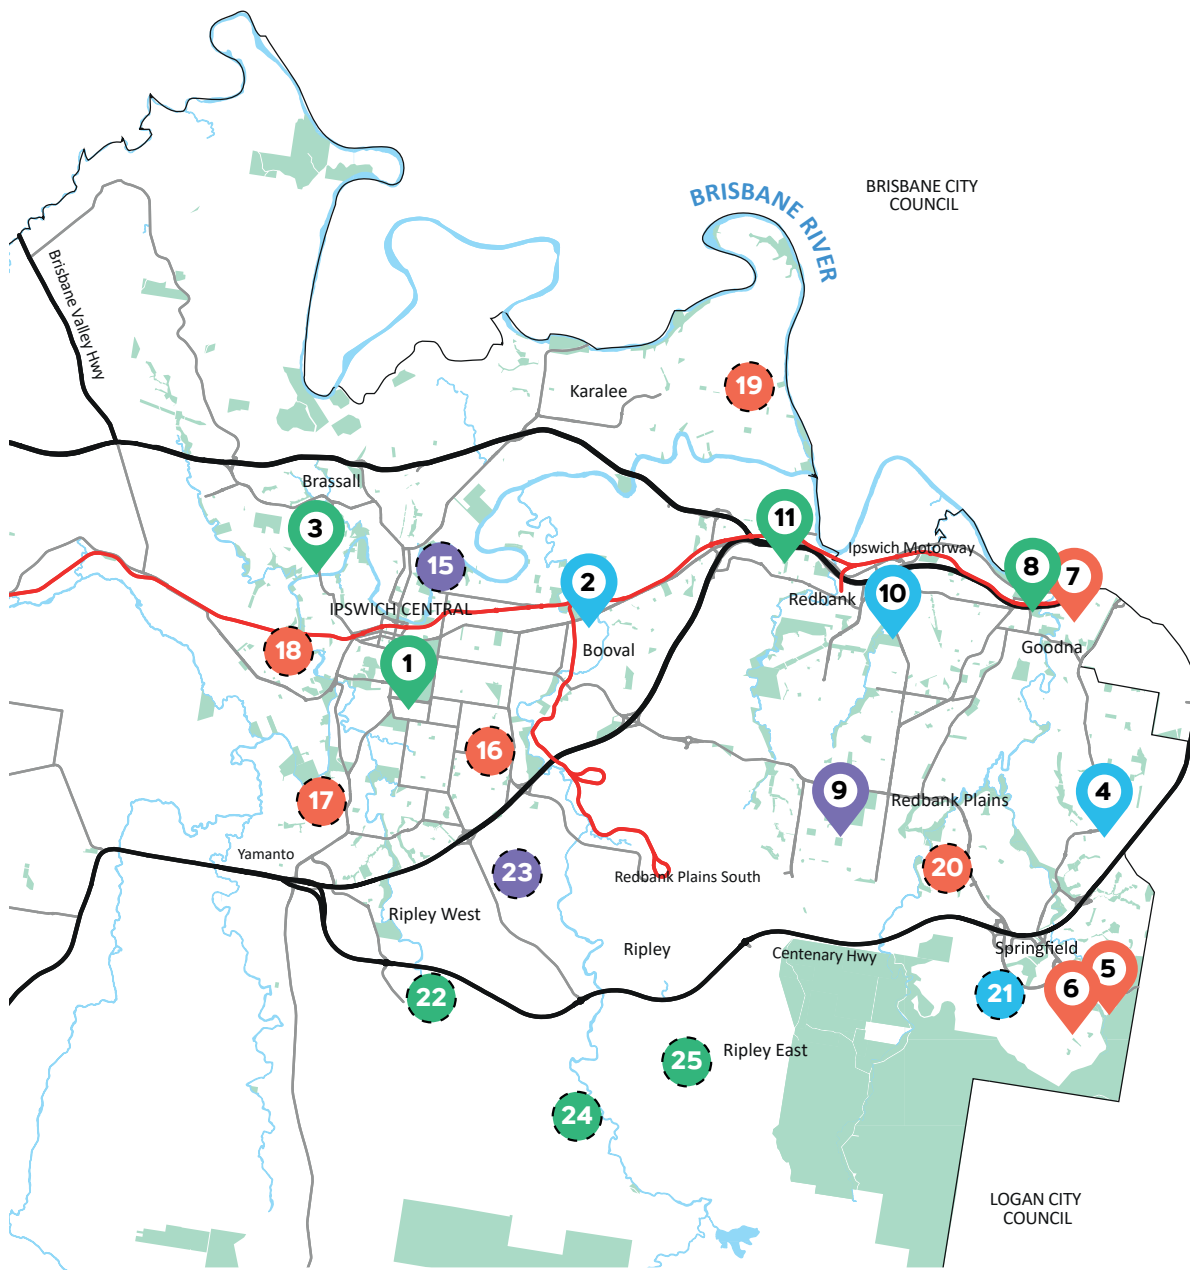 BRISBANE CITY
COUNCIL
BRISBANE RIVER
Brisbane Valley Hwy
19
Karalee
Brassall
3
11
15
2
Ipswich Motorway
8
7
10
Redbank
IPSWICH CENTRAL
18
1
Booval
Goodna
16
17
9
4
Redbank Plains
Yamanto
23
20
Redbank Plains South
Ripley West
Ripley
Centenary Hwy
Springfield
5
6
21
22
25
Ripley East
24
LOGAN CITY
COUNCIL